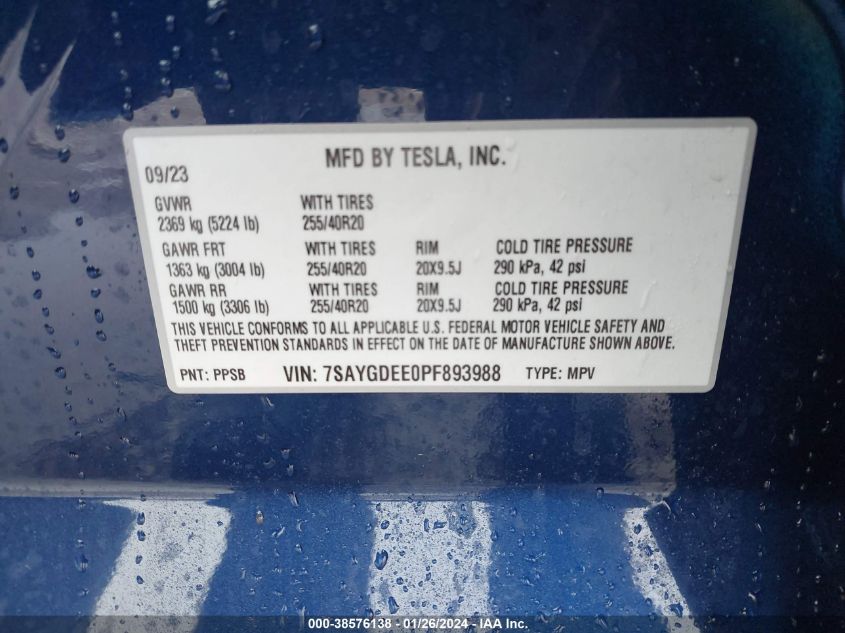 MFD BY TESLA, INC.
09/23
GVWR WITH TIRES
2369 kg (5224 lb) 255/40R20
GAWR FRT WITH TIRES RIM COLD TIRE PRESSURE
1363 kg (3004 lb) 255/40R20 20X9.5J 290 kPa, 42 psi
GAWR RR WITH TIRES RIM COLD TIRE PRESSURE
1500 kg (3306 lb) 255/40R20 20X9.5J 290 kPa, 42 psi
THIS VEHICLE CONFORMS TO ALL APPLICABLE U.S. FEDERAL MOTOR VEHICLE SAFETY AND
THEFT PREVENTION STANDARDS IN EFFECT ON THE DATE OF MANUFACTURE SHOWN ABOVE.
PNT: PPSB VIN: 7SAYGDEE0PF893988 TYPE: MPV
000-38576138 - 01/26/2024 - IAA Inc.